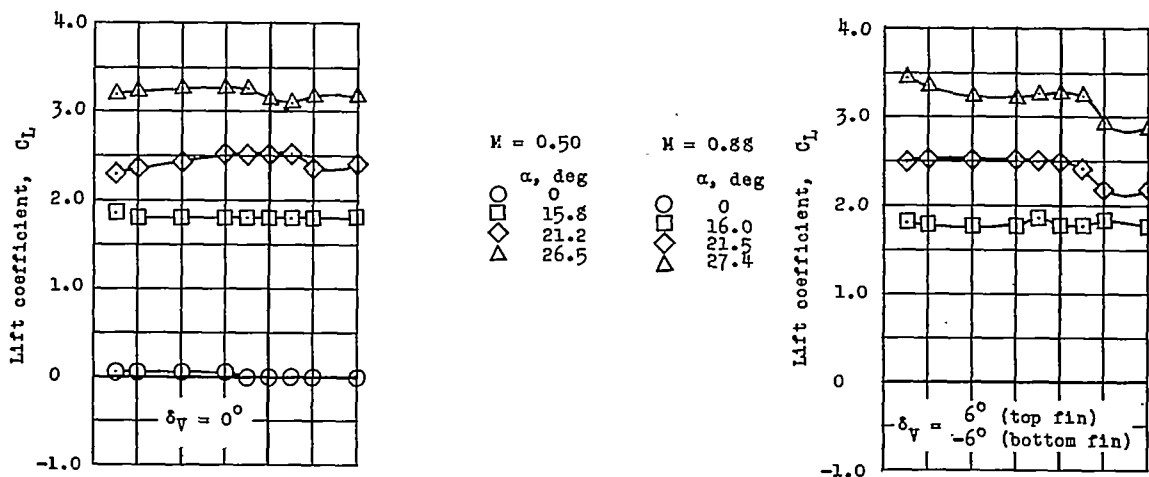 4.0
3.0
2.0
1.0
0
-1.0
Lift coefficient, C_L
δ_V = 0°
M = 0.50
α, deg
0
15.8
21.2
26.5
M = 0.88
α, deg
0
16.0
21.5
27.4
4.0
3.0
2.0
1.0
0
-1.0
Lift coefficient, C_L
δ_V = 6° (top fin)
-6° (bottom fin)